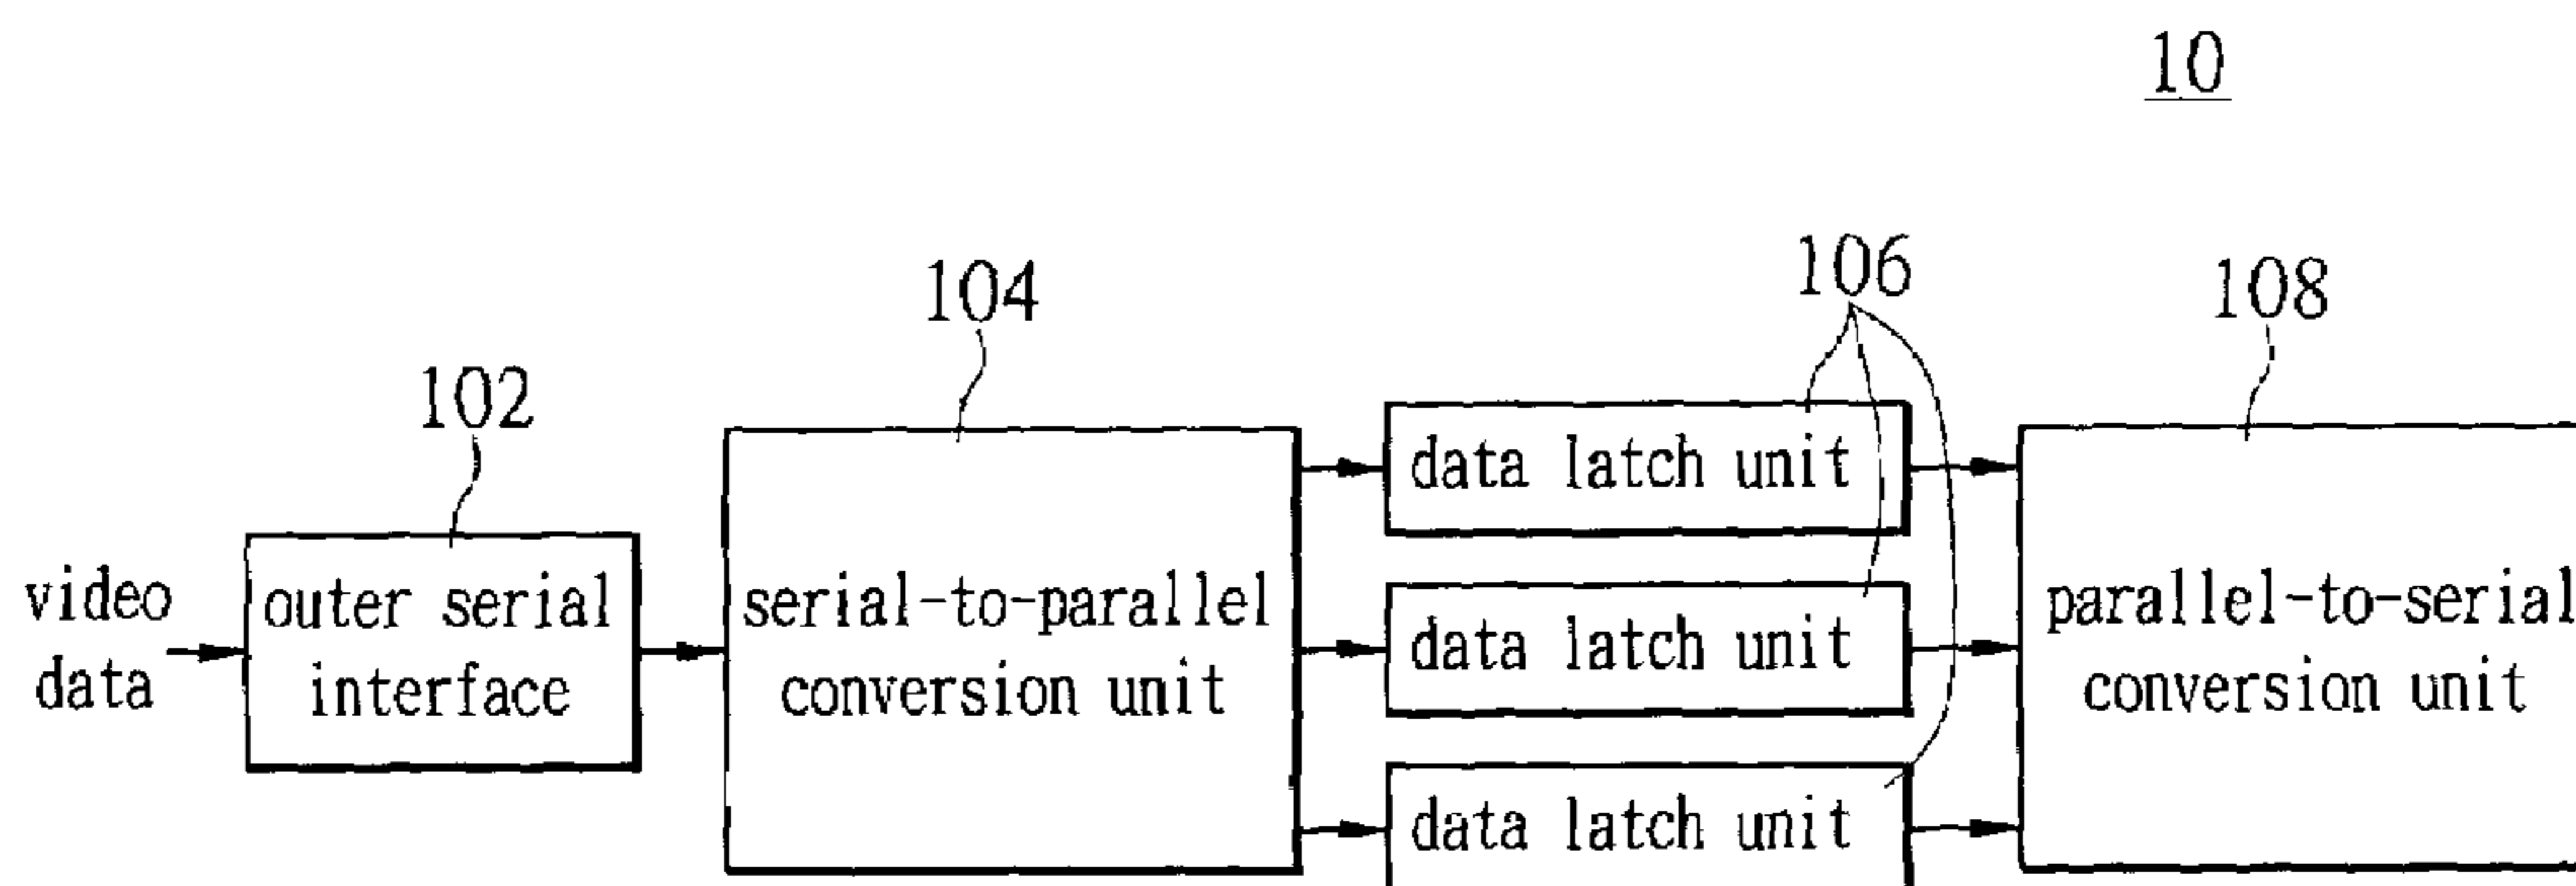 10
102
104
106
108
video
data
outer serial
interface
serial-to-parallel
conversion unit
data latch unit
data latch unit
data latch unit
parallel-to-serial
conversion unit